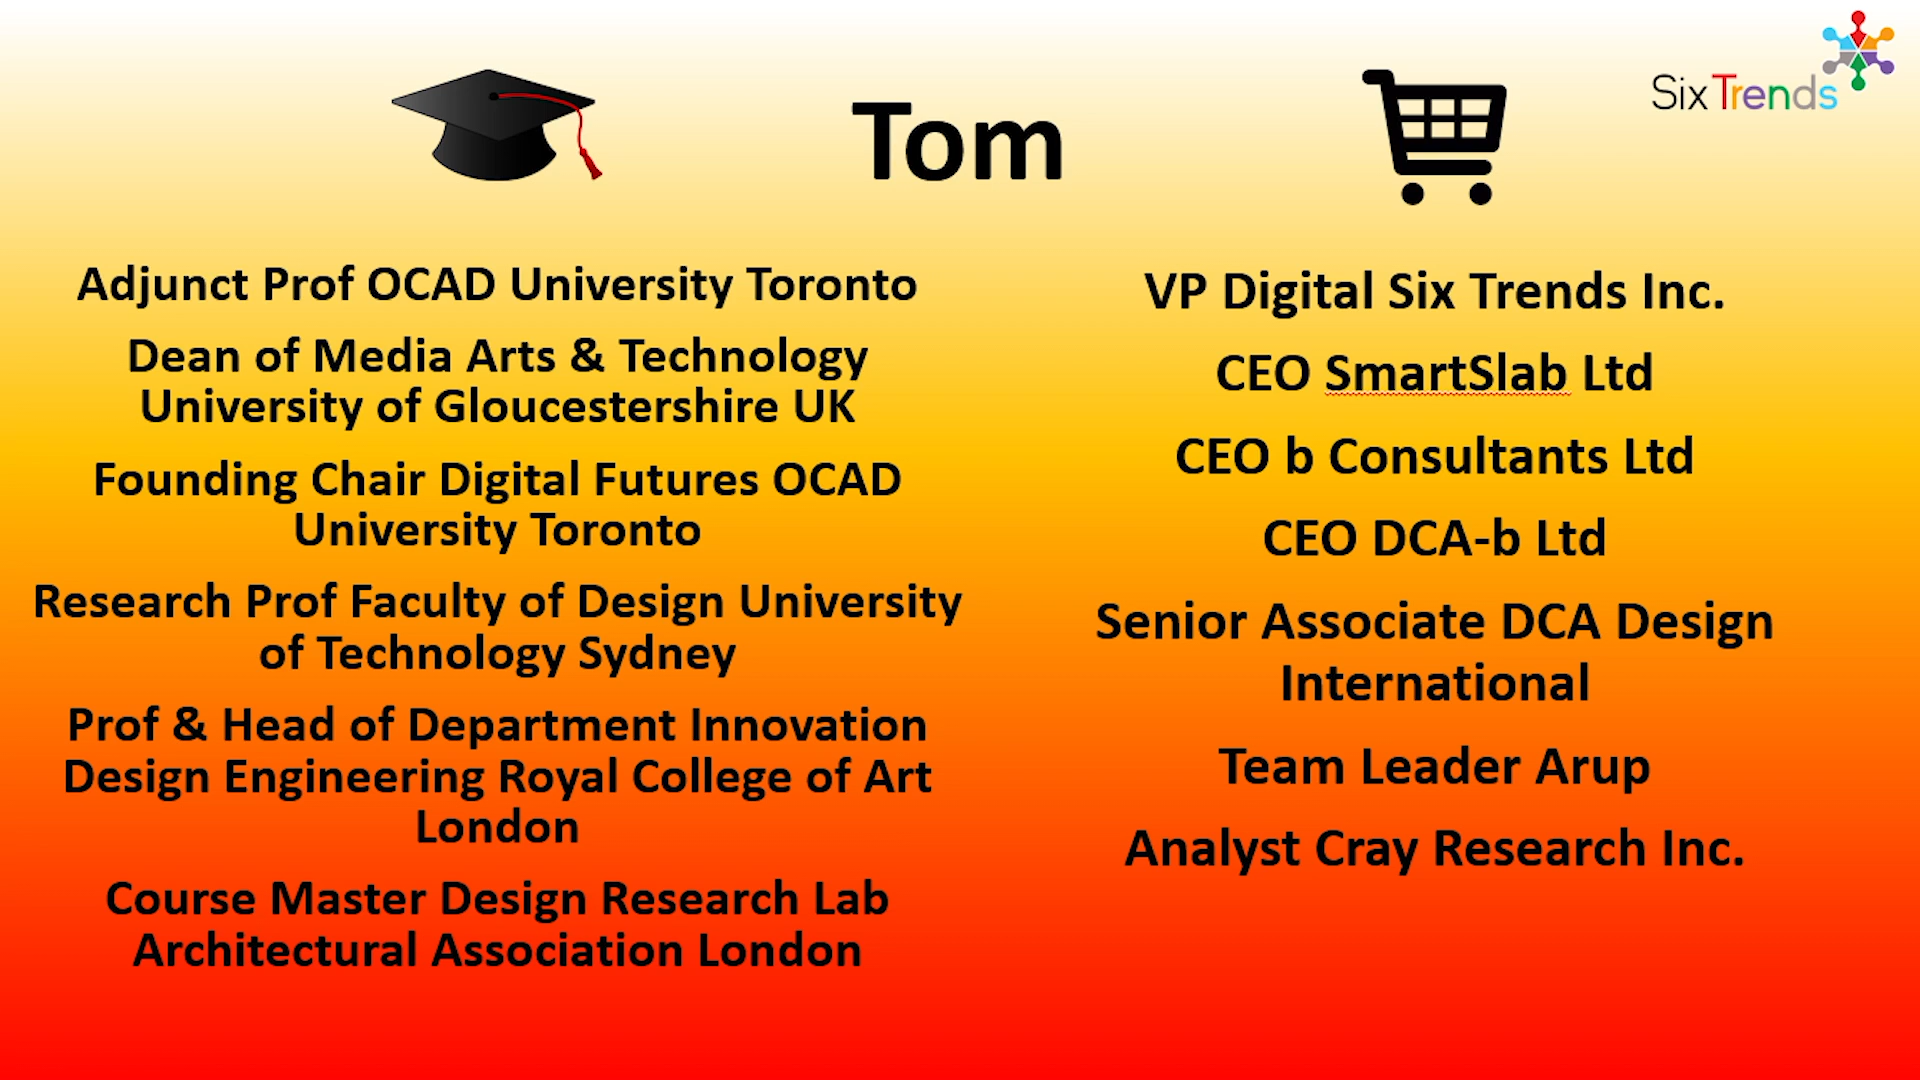 Tom
SixTrends
Adjunct Prof OCAD University Toronto
Dean of Media Arts & Technology
University of Gloucestershire UK
Founding Chair Digital Futures OCAD
University Toronto
Research Prof Faculty of Design University
of Technology Sydney
Prof & Head of Department Innovation
Design Engineering Royal College of Art
London
Course Master Design Research Lab
Architectural Association London
VP Digital Six Trends Inc.
CEO SmartSlab Ltd
CEO b Consultants Ltd
CEO DCA-b Ltd
Senior Associate DCA Design
International
Team Leader Arup
Analyst Cray Research Inc.